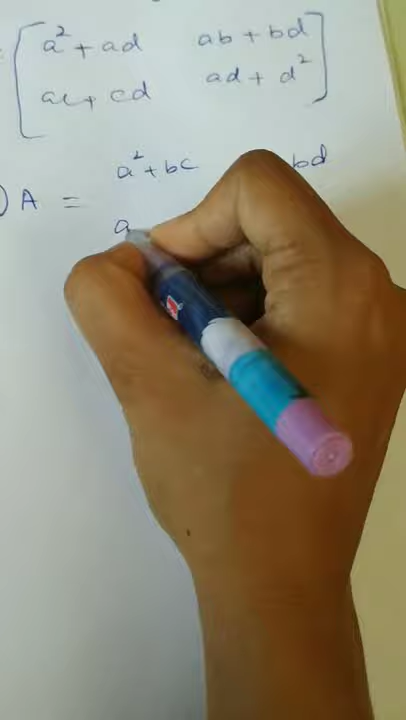 a² + ad ab + bd
ac + cd ad + d²
a² + bc bd
) A =
a